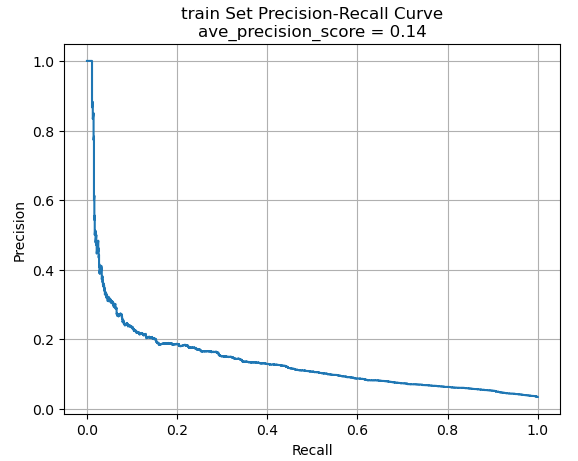 train Set Precision-Recall Curve
ave_precision_score = 0.14
1.0
0.8
0.6
0.4
0.2
0.0
Precision
0.0 0.2 0.4 0.6 0.8 1.0
Recall